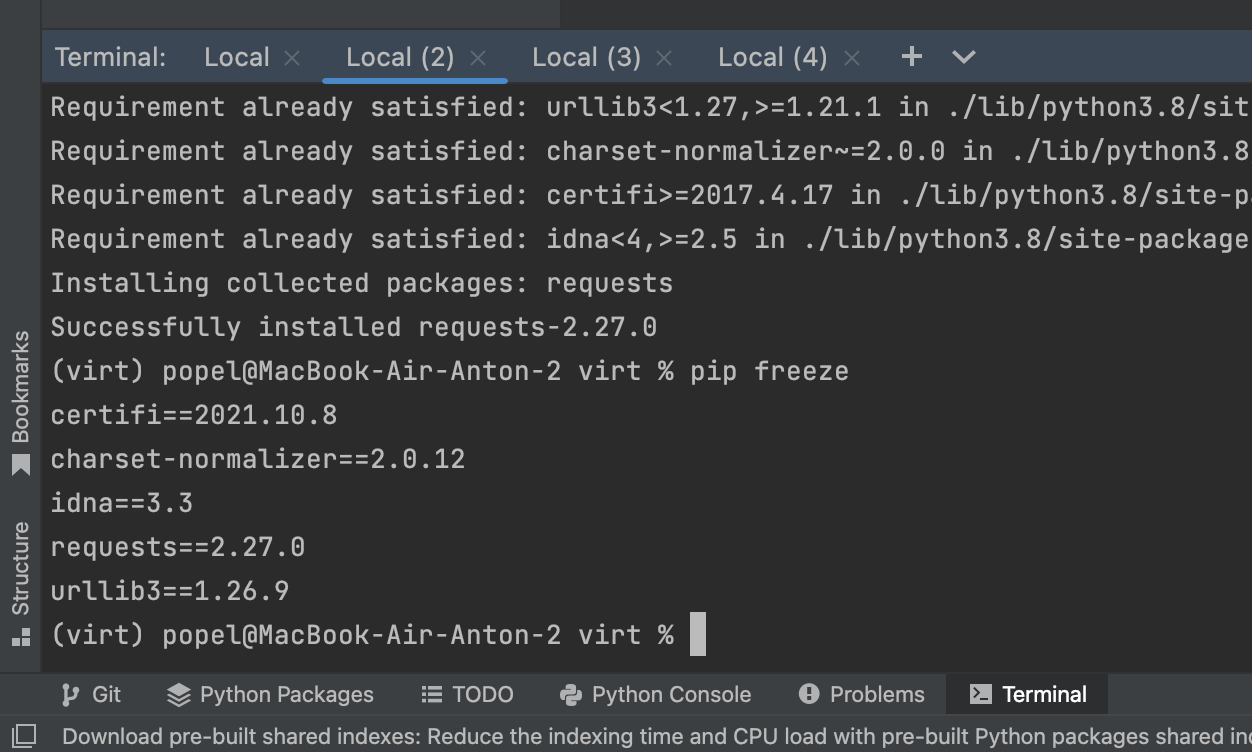 Terminal: Local × Local (2) × Local (3) × Local (4) × +
Requirement already satisfied: urllib3<1.27,>=1.21.1 in ./lib/python3.8/sit
Requirement already satisfied: charset-normalizer~=2.0.0 in ./lib/python3.8
Requirement already satisfied: certifi>=2017.4.17 in ./lib/python3.8/site-p
Requirement already satisfied: idna<4,>=2.5 in ./lib/python3.8/site-package
Installing collected packages: requests
Successfully installed requests-2.27.0
(virt) popel@MacBook-Air-Anton-2 virt % pip freeze
certifi==2021.10.8
charset-normalizer==2.0.12
idna==3.3
requests==2.27.0
urllib3==1.26.9
(virt) popel@MacBook-Air-Anton-2 virt %
Bookmarks
Structure
Git Python Packages TODO Python Console Problems Terminal
Download pre-built shared indexes: Reduce the indexing time and CPU load with pre-built Python packages shared ind